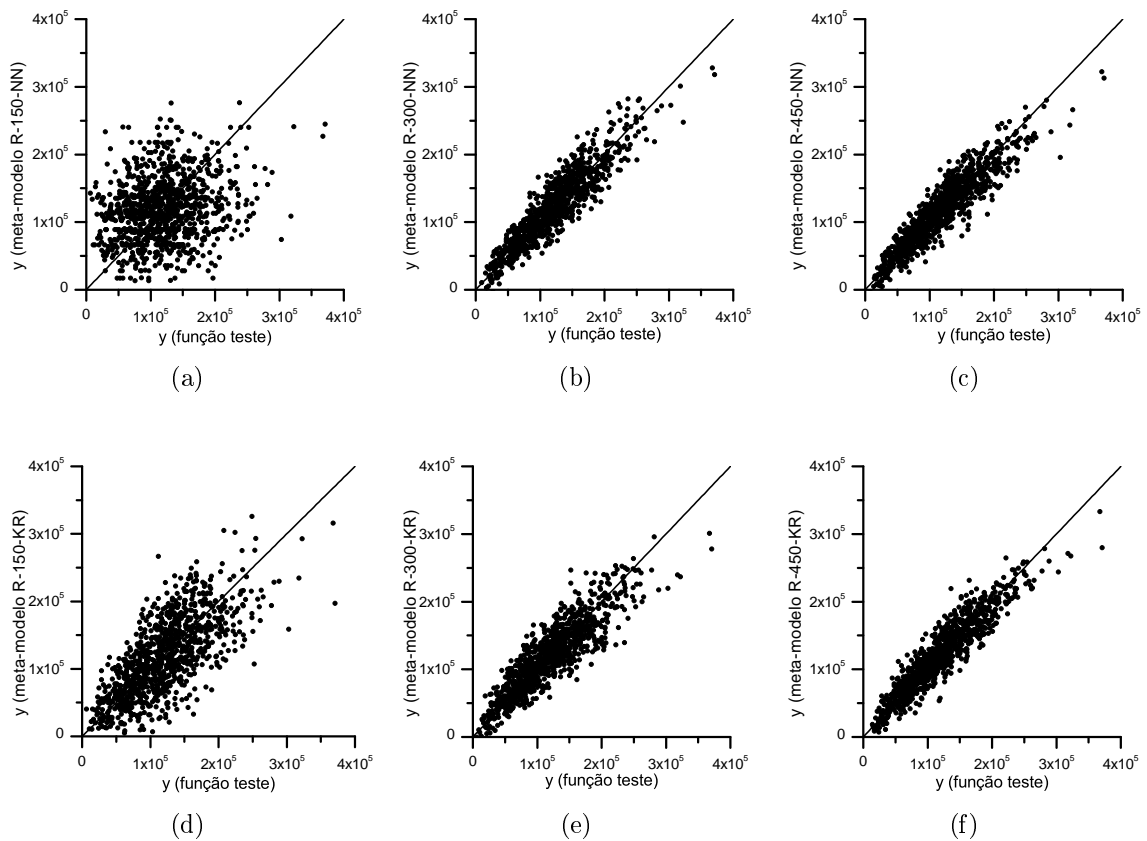 4x10⁵ 4x10⁵ 4x10⁵
3x10⁵ 3x10⁵ 3x10⁵
2x10⁵ 2x10⁵ 2x10⁵
1x10⁵ 1x10⁵ 1x10⁵
0 0 0
y (meta-modelo R-150-NN) y (meta-modelo R-300-NN) y (meta-modelo R-450-NN)
0 1x10⁵ 2x10⁵ 3x10⁵ 4x10⁵ 0 1x10⁵ 2x10⁵ 3x10⁵ 4x10⁵ 0 1x10⁵ 2x10⁵ 3x10⁵ 4x10⁵
y (função teste) y (função teste) y (função teste)
(a) (b) (c)
4x10⁵ 4x10⁵ 4x10⁵
3x10⁵ 3x10⁵ 3x10⁵
2x10⁵ 2x10⁵ 2x10⁵
1x10⁵ 1x10⁵ 1x10⁵
0 0 0
y (meta-modelo R-150-KR) y (meta-modelo R-300-KR) y (meta-modelo R-450-KR)
0 1x10⁵ 2x10⁵ 3x10⁵ 4x10⁵ 0 1x10⁵ 2x10⁵ 3x10⁵ 4x10⁵ 0 1x10⁵ 2x10⁵ 3x10⁵ 4x10⁵
y (função teste) y (função teste) y (função teste)
(d) (e) (f)